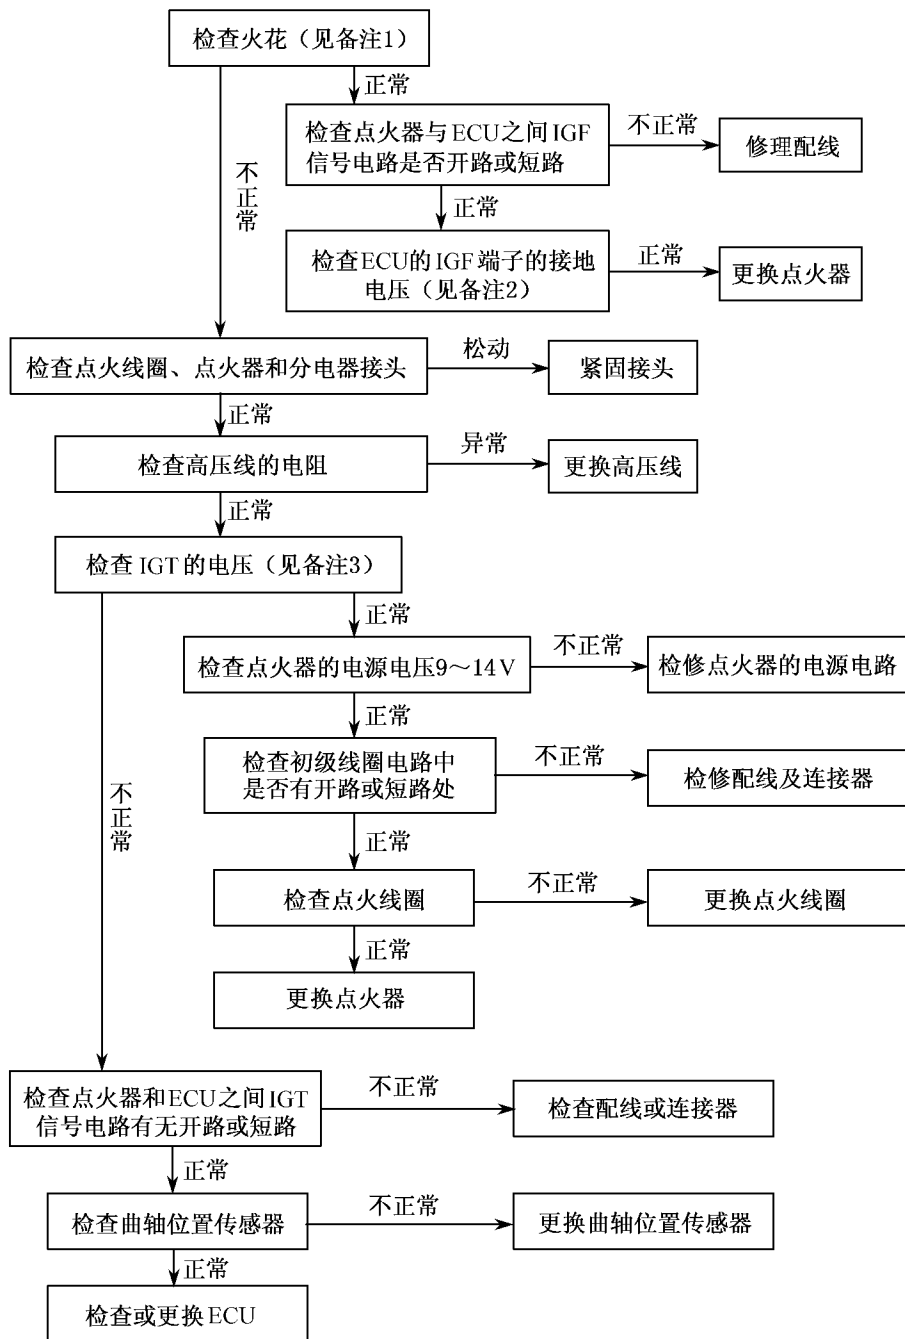 检查火花（见备注1）
正常
检查点火器与ECU之间IGF
信号电路是否开路或短路
不正常
修理配线
不正常
正常
检查ECU的IGF端子的接地
电压（见备注2）
正常
更换点火器
检查点火线圈、点火器和分电器接头
松动
紧固接头
正常
检查高压线的电阻
异常
更换高压线
正常
检查IGT的电压（见备注3）
正常
检查点火器的电源电压9～14V
不正常
检修点火器的电源电路
正常
检查初级线圈电路中
是否有开路或短路处
不正常
检修配线及连接器
不正常
正常
检查点火线圈
不正常
更换点火线圈
正常
更换点火器
检查点火器和ECU之间IGT
信号电路有无开路或短路
不正常
检查配线或连接器
正常
检查曲轴位置传感器
不正常
更换曲轴位置传感器
正常
检查或更换ECU